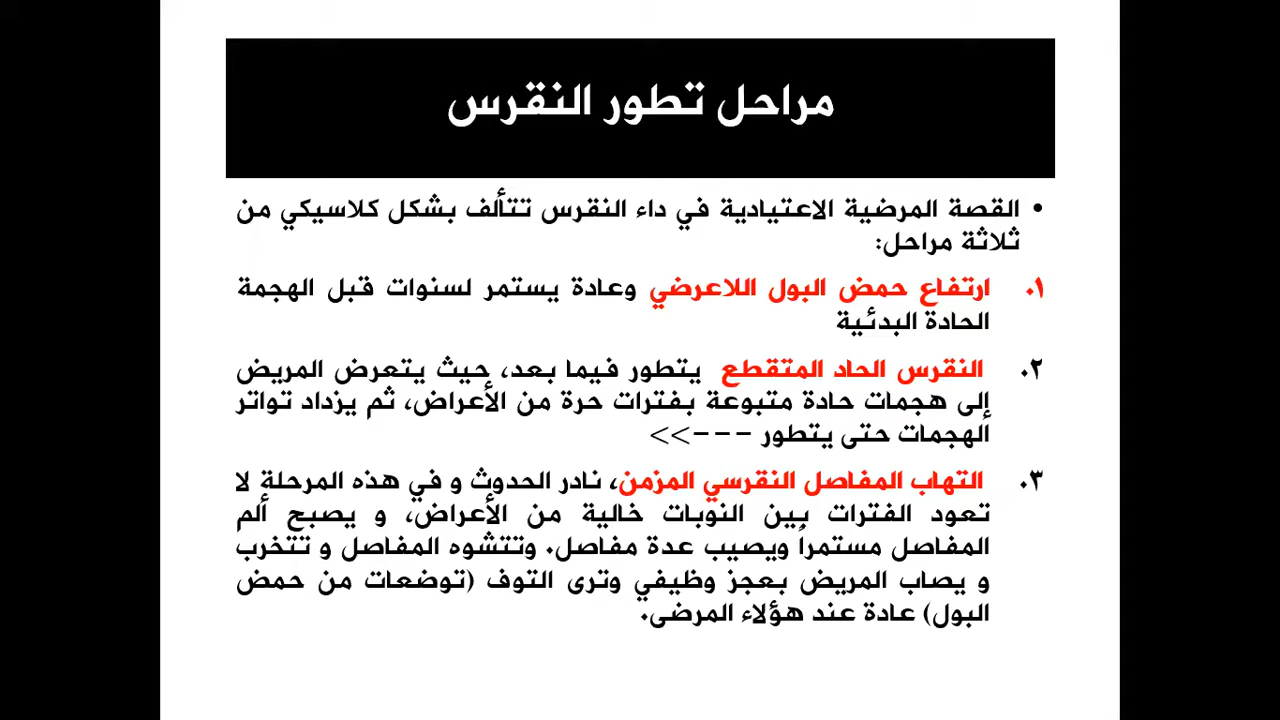 مراحل تطور النقرس
• القصة المرضية الاعتيادية في داء النقرس تتألف بشكل كلاسيكي من
ثلاثة مراحل:
١. ارتفاع حمض البول اللاعرضي وعادة يستمر لسنوات قبل الهجمة
الحادة البدئية
٢. النقرس الحاد المتقطع يتطور فيما بعد، حيث يتعرض المريض
إلى هجمات حادة متبوعة بفترات حرة من الأعراض، ثم يزداد تواتر
الهجمات حتى يتطور --->>
٣. التهاب المفاصل النقرسي المزمن، نادر الحدوث و في هذه المرحلة لا
تعود الفترات بين النوبات خالية من الأعراض، و يصبح ألم
المفاصل مستمراً ويصيب عدة مفاصل. وتتشوه المفاصل و تتخرب
و يصاب المريض بعجز وظيفي وترى التوف (توضعات من حمض
البول) عادة عند هؤلاء المرضى.